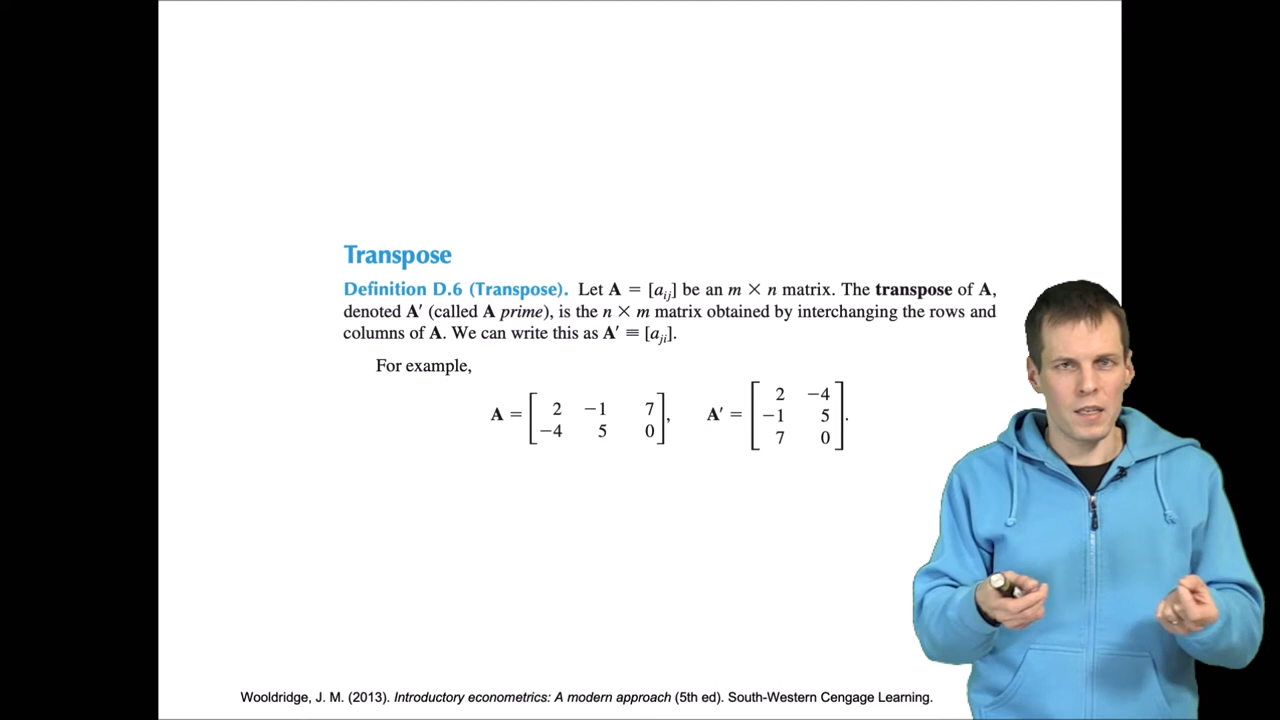 Transpose
Definition D.6 (Transpose). Let A = [aᵢⱼ] be an m × n matrix. The transpose of A,
denoted A′ (called A prime), is the n × m matrix obtained by interchanging the rows and
columns of A. We can write this as A′ ≡ [aⱼᵢ].
For example,
A = [ 2 −1 7 ; −4 5 0 ], A′ = [ 2 −4 ; −1 5 ; 7 0 ].
Wooldridge, J. M. (2013). Introductory econometrics: A modern approach (5th ed). South-Western Cengage Learning.